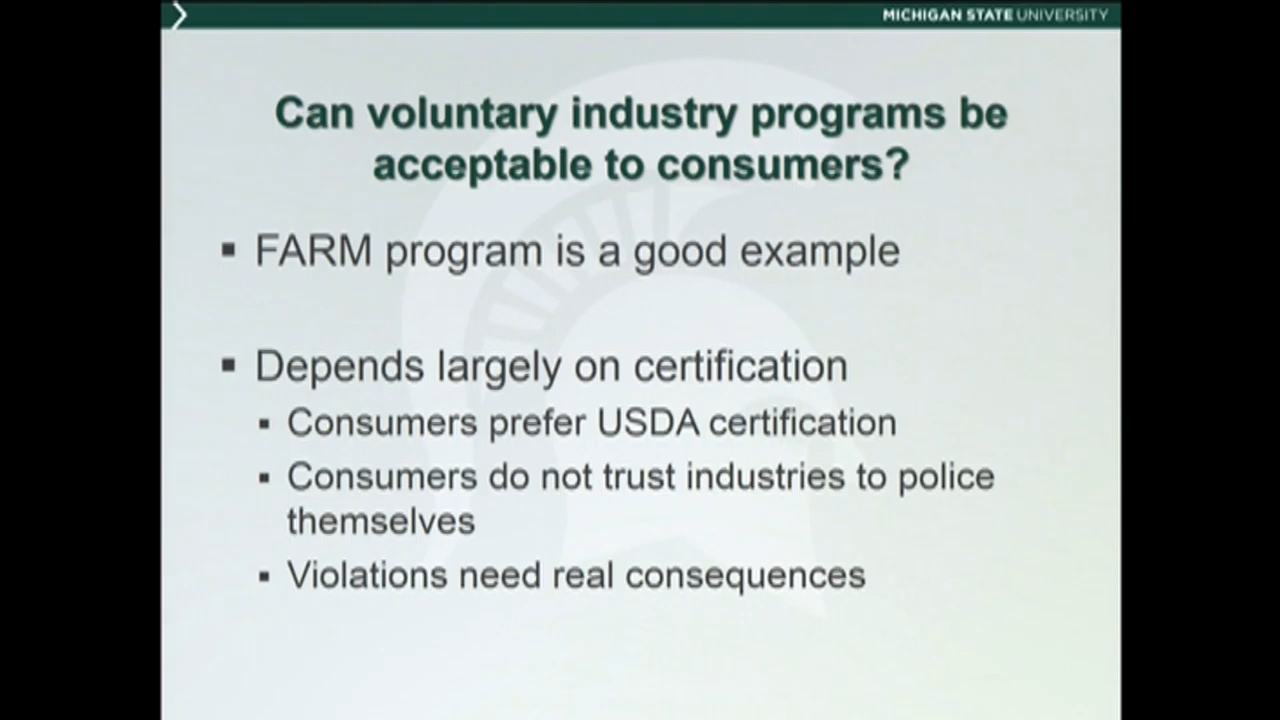 MICHIGAN STATE UNIVERSITY
Can voluntary industry programs be
acceptable to consumers?
▪ FARM program is a good example
▪ Depends largely on certification
▪ Consumers prefer USDA certification
▪ Consumers do not trust industries to police
themselves
▪ Violations need real consequences